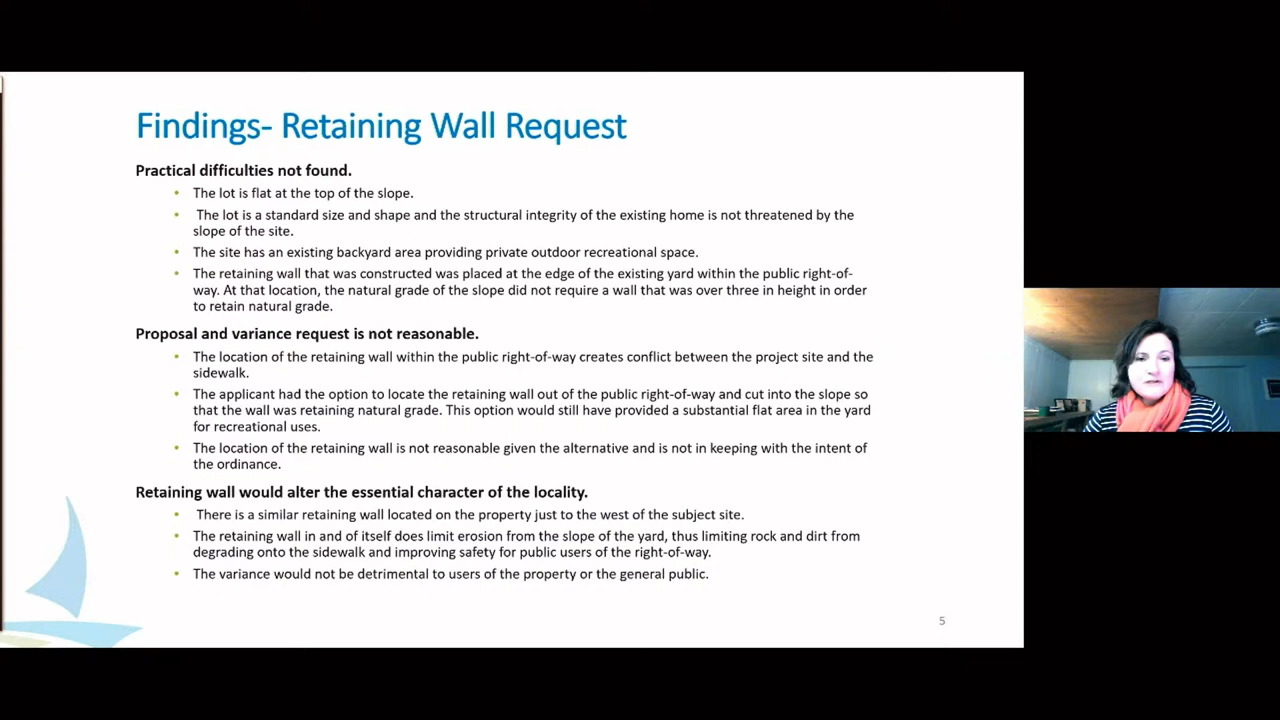 Findings- Retaining Wall Request
Practical difficulties not found.
• The lot is flat at the top of the slope.
• The lot is a standard size and shape and the structural integrity of the existing home is not threatened by the
slope of the site.
• The site has an existing backyard area providing private outdoor recreational space.
• The retaining wall that was constructed was placed at the edge of the existing yard within the public right-of-
way. At that location, the natural grade of the slope did not require a wall that was over three in height in order
to retain natural grade.
Proposal and variance request is not reasonable.
• The location of the retaining wall within the public right-of-way creates conflict between the project site and the
sidewalk.
• The applicant had the option to locate the retaining wall out of the public right-of-way and cut into the slope so
that the wall was retaining natural grade. This option would still have provided a substantial flat area in the yard
for recreational uses.
• The location of the retaining wall is not reasonable given the alternative and is not in keeping with the intent of
the ordinance.
Retaining wall would alter the essential character of the locality.
• There is a similar retaining wall located on the property just to the west of the subject site.
• The retaining wall in and of itself does limit erosion from the slope of the yard, thus limiting rock and dirt from
degrading onto the sidewalk and improving safety for public users of the right-of-way.
• The variance would not be detrimental to users of the property or the general public.
5